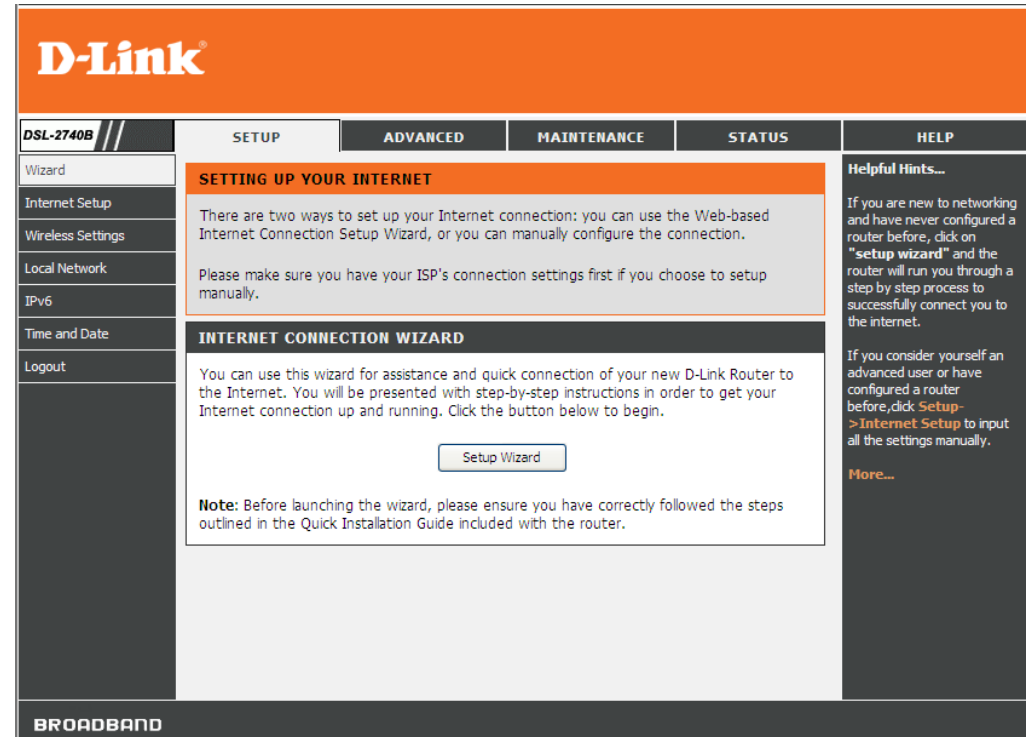 D-Link®
DSL-2740B
SETUP
ADVANCED
MAINTENANCE
STATUS
HELP
Wizard
Internet Setup
Wireless Settings
Local Network
IPv6
Time and Date
Logout
SETTING UP YOUR INTERNET
There are two ways to set up your Internet connection: you can use the Web-based
Internet Connection Setup Wizard, or you can manually configure the connection.
Please make sure you have your ISP's connection settings first if you choose to setup
manually.
INTERNET CONNECTION WIZARD
You can use this wizard for assistance and quick connection of your new D-Link Router to
the Internet. You will be presented with step-by-step instructions in order to get your
Internet connection up and running. Click the button below to begin.
Setup Wizard
Note: Before launching the wizard, please ensure you have correctly followed the steps
outlined in the Quick Installation Guide included with the router.
Helpful Hints...
If you are new to networking
and have never configured a
router before, click on
"setup wizard" and the
router will run you through a
step by step process to
successfully connect you to
the internet.
If you consider yourself an
advanced user or have
configured a router
before,click Setup-
>Internet Setup to input
all the settings manually.
More...
BROADBAND